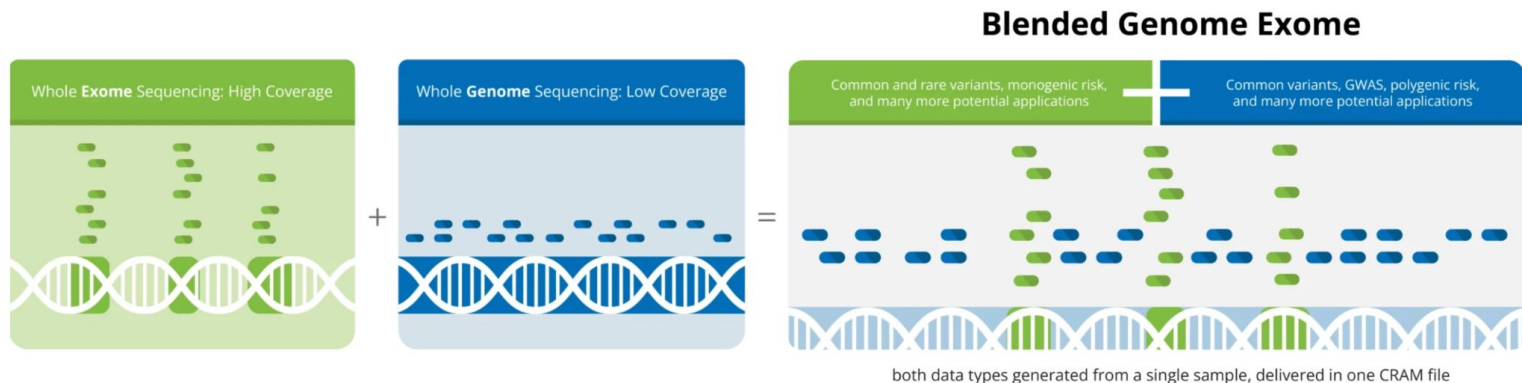 Blended Genome Exome
Whole Exome Sequencing: High Coverage
+
Whole Genome Sequencing: Low Coverage
=
Common and rare variants, monogenic risk,
and many more potential applications
Common variants, GWAS, polygenic risk,
and many more potential applications
both data types generated from a single sample, delivered in one CRAM file